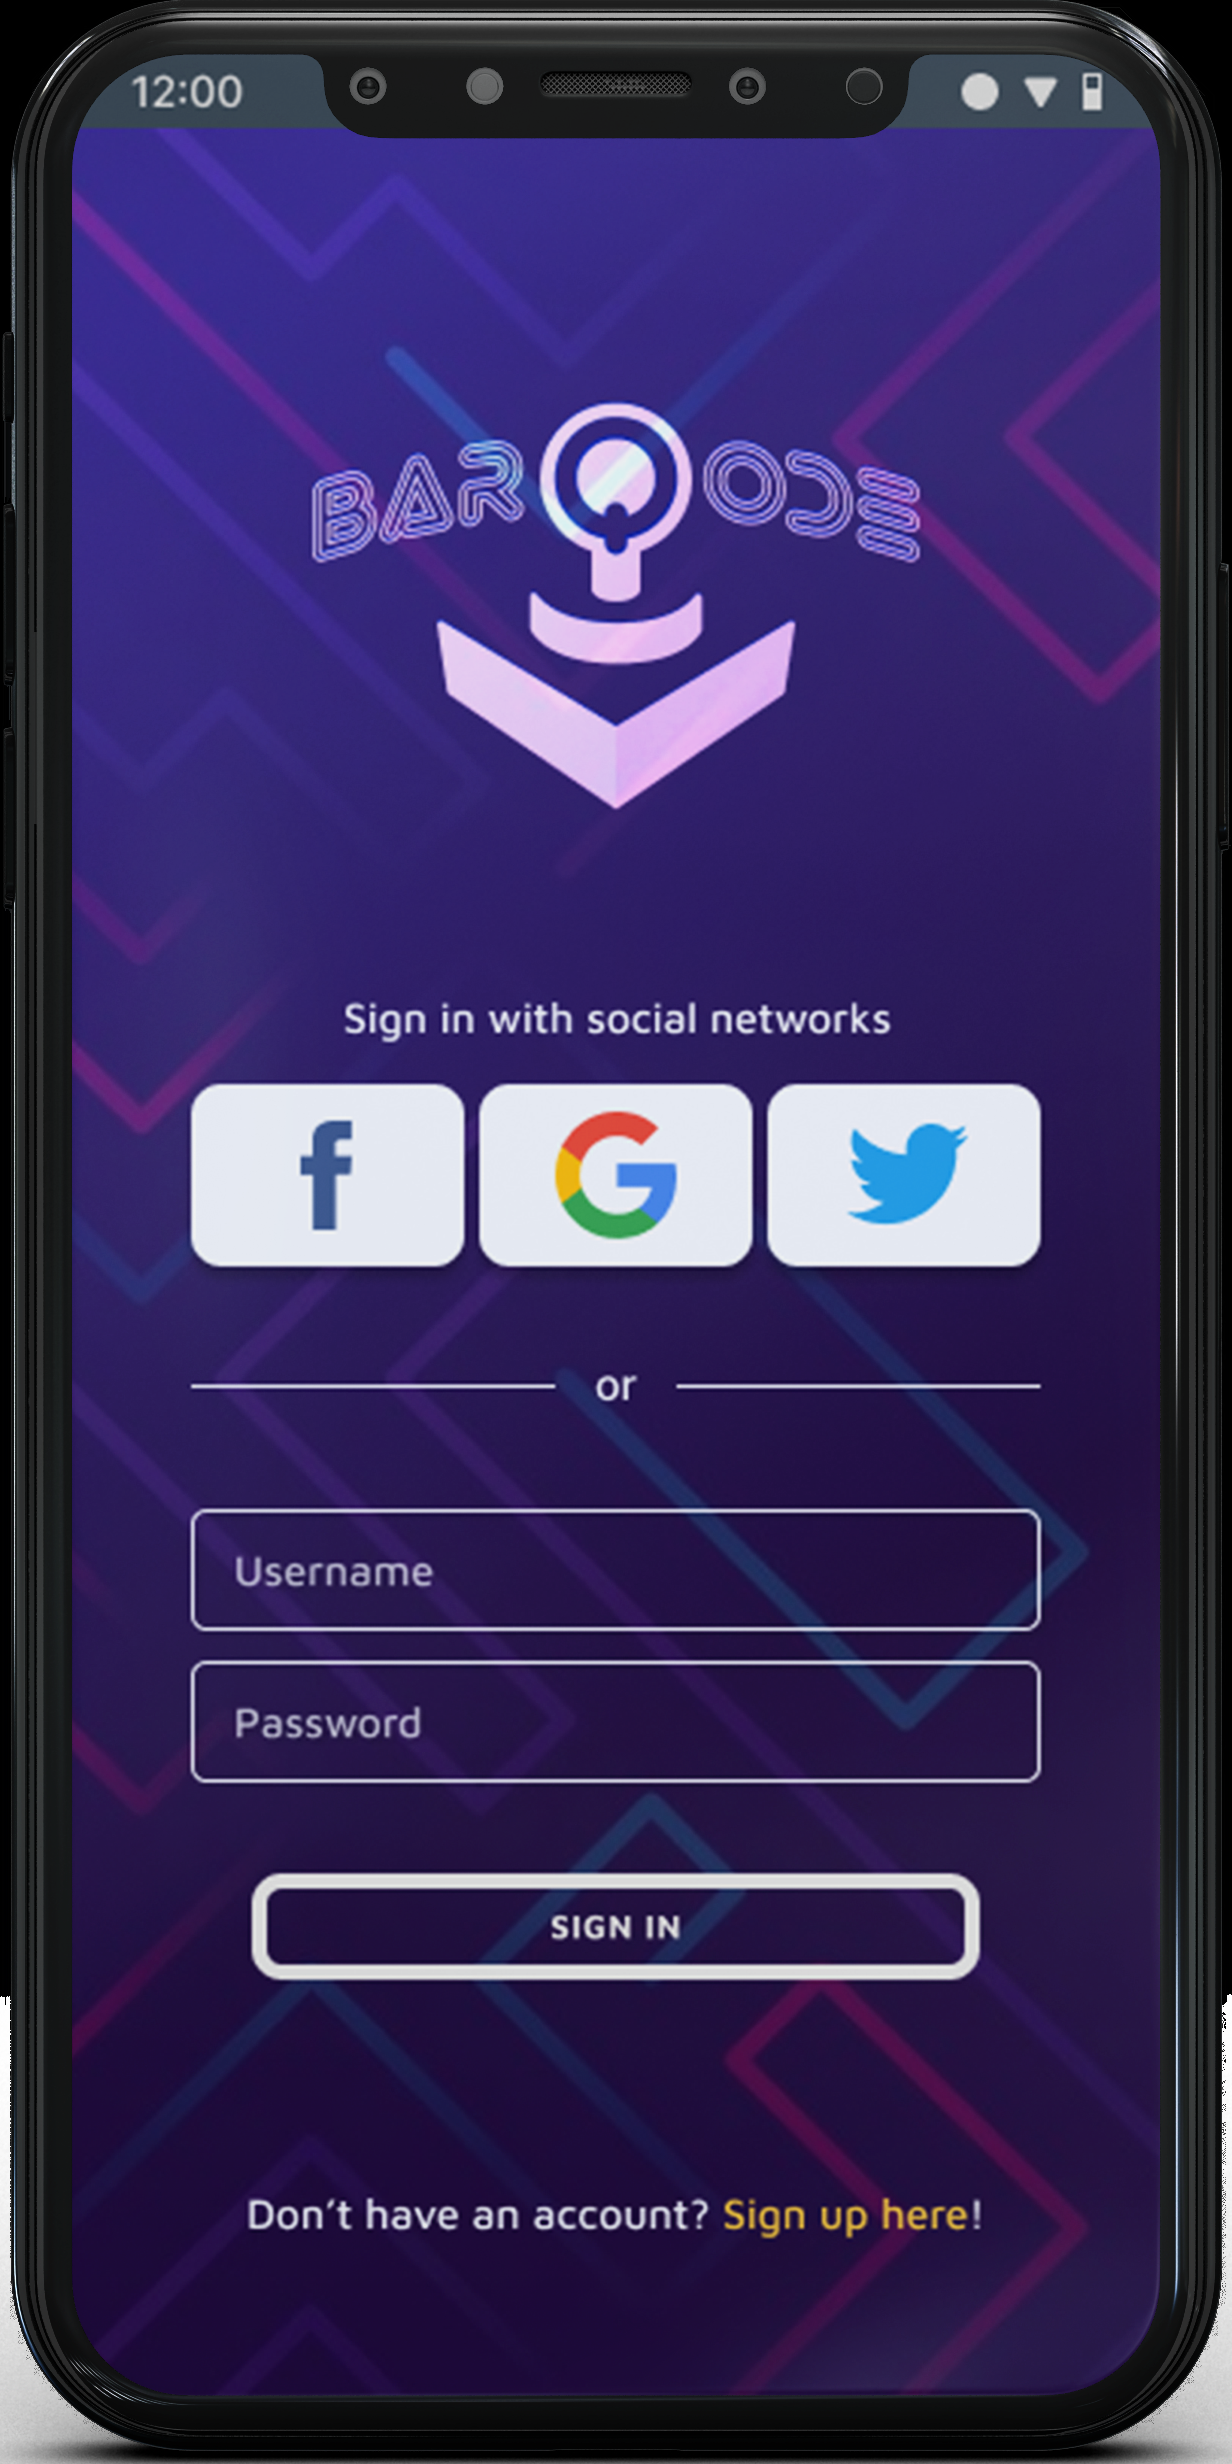 12:00
BARQODE
Sign in with social networks
f G
or
Username
Password
SIGN IN
Don’t have an account? Sign up here!